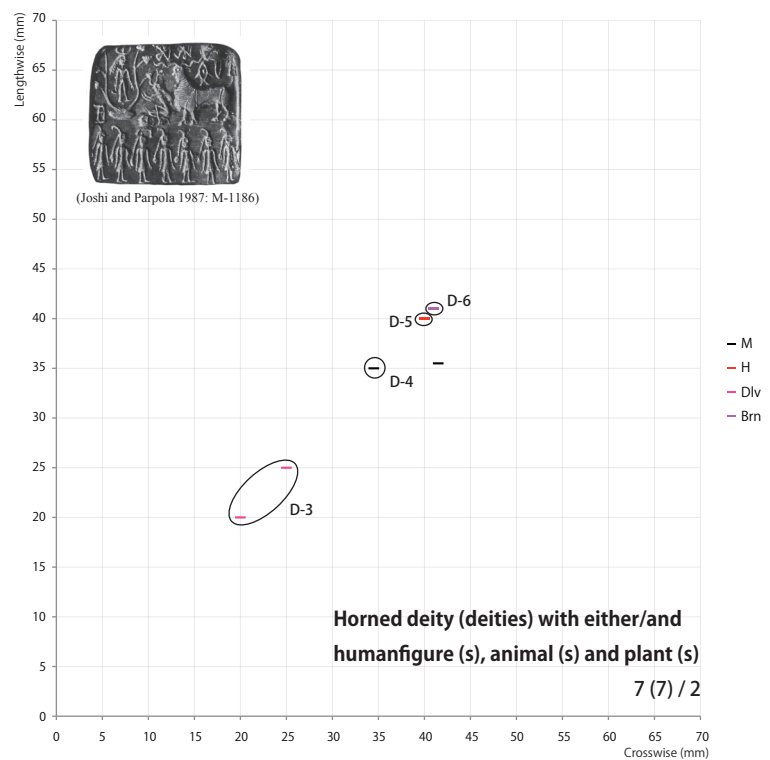 Lengthwise (mm)
70
65
60
55
50
45
40
35
30
25
20
15
10
5
0
(Joshi and Parpola 1987: M-1186)
D-6
D-5
D-4
D-3
M
H
Dlv
Brn
Horned deity (deities) with either/and
humanfigure (s), animal (s) and plant (s)
7 (7) / 2
0 5 10 15 20 25 30 35 40 45 50 55 60 65 70
Crosswise (mm)